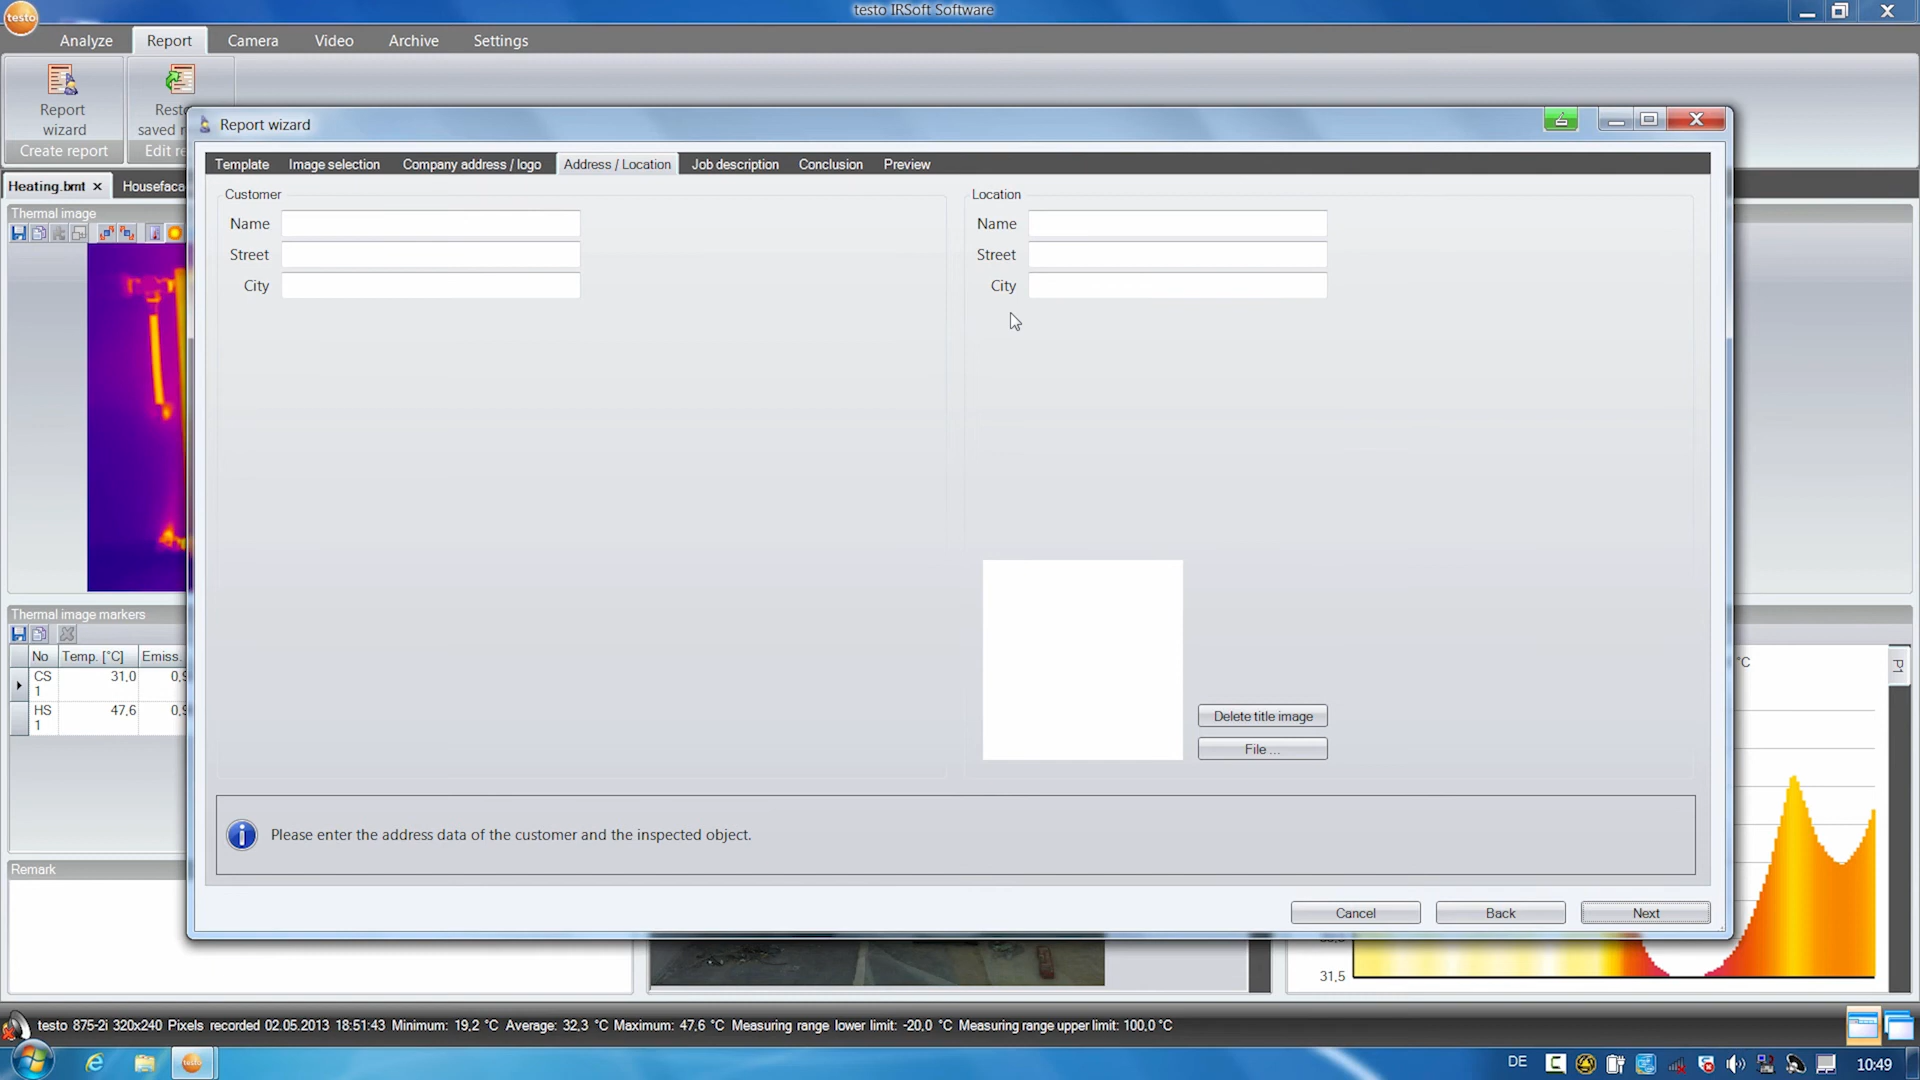 testo IRSoft Software
testo
Analyze Report Camera Video Archive Settings
Report
wizard
Create report
saved
Report wizard
Template Image selection Company address / logo Address / Location Job description Conclusion Preview
Heating.bmt
Thermal image
Customer
Name
Street
City
Location
Name
Street
City
Delete title image
File ...
Thermal image markers
No Temp. [°C] Emiss.
CS
1
31,0
HS
1
47,6
°C
P1
Please enter the address data of the customer and the inspected object.
Remark
Cancel Back Next
31,5
testo 875-2i 320x240 Pixels recorded 02.05.2013 18:51:43 Minimum: 19,2 °C Average: 32,3 °C Maximum: 47,6 °C Measuring range lower limit: -20,0 °C Measuring range upper limit: 100,0 °C
testo
DE
10:49